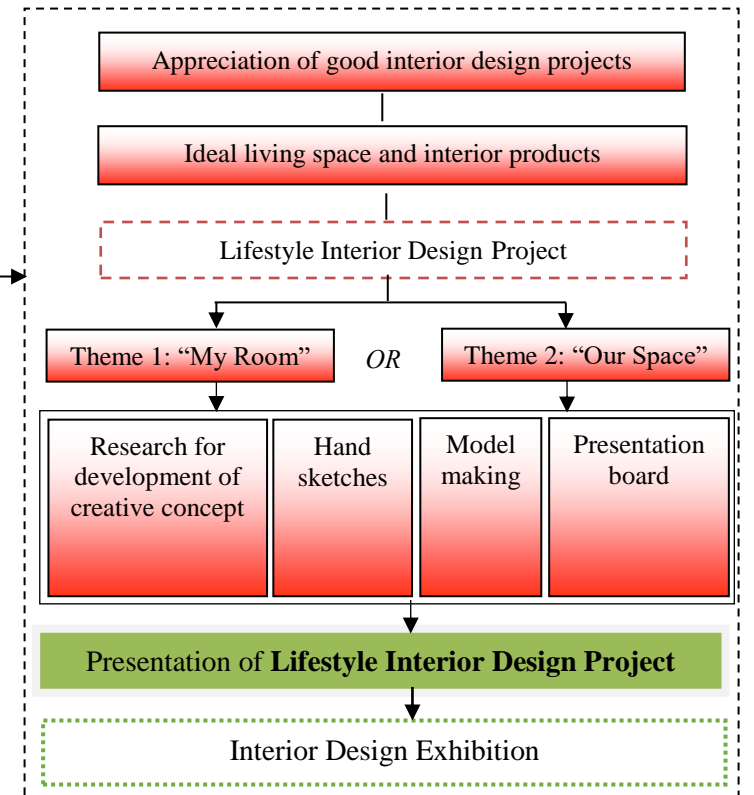 Appreciation of good interior design projects
Ideal living space and interior products
Lifestyle Interior Design Project
Theme 1: “My Room”
OR
Theme 2: “Our Space”
Research for
development of
creative concept
Hand
sketches
Model
making
Presentation
board
Presentation of Lifestyle Interior Design Project
Interior Design Exhibition